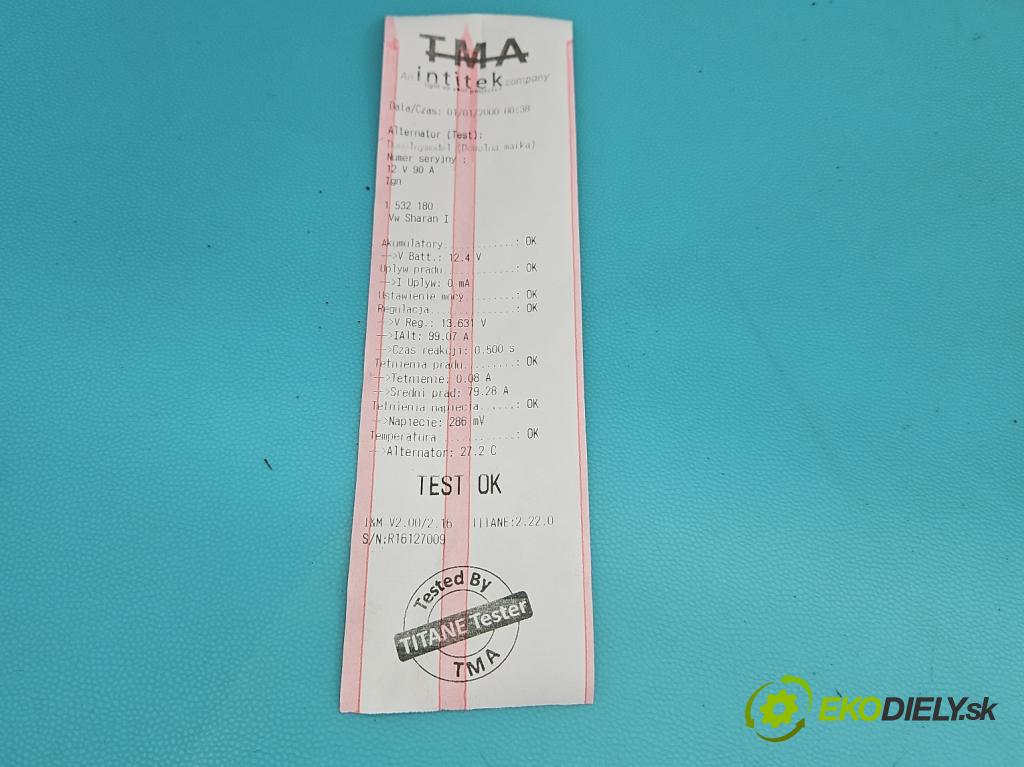 TMA
An intitek company
Data/Czas: 01/01/2000 00:38
Alternator (Test):
(Dowolna marka)
Numer seryjny :
12 V 90 A
Ign
1 532 180
Vw Sharan I
Akumulatory............: OK
-->V Batt.: 12.4 V
Uplyw pradu............: OK
-->I Uplyw: 0 mA
Ustawienie mocy........: OK
Regulacja..............: OK
-->V Reg.: 13.631 V
-->IAlt: 99.07 A
-->Czas reakcji: 0.500 s
Tetnienia pradu........: OK
-->Tetnienie: 0.08 A
-->Sredni prad: 79.28 A
Tetnienia napiecia.....: OK
-->Napiecie: 286 mV
Temperatura............: OK
-->Alternator: 27.2 C
TEST OK
I&M V2.00/2.16 TITANE:2.22.0
S/N:R16127009
Tested By
TITANE Tester
TMA
EKODIELY.sk